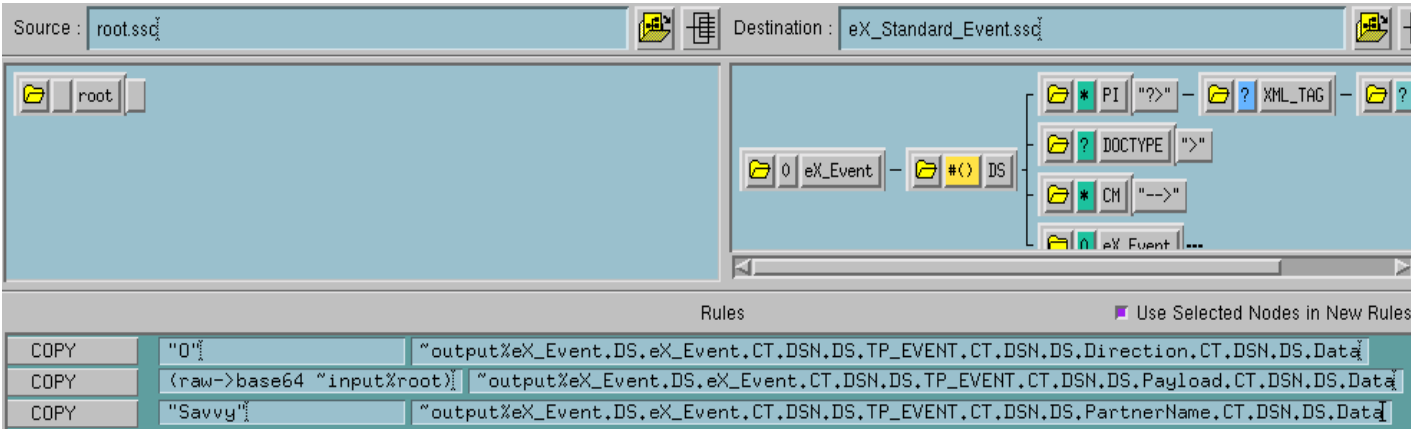 Source : root.ssc Destination : eX_Standard_Event.ssc
root
* PI "?>" ? XML_TAG ?
? DOCTYPE ">"
0 eX_Event #() DS
* CM "-->"
0 eX_Event
Rules Use Selected Nodes in New Rules
COPY "0" ~output%eX_Event.DS.eX_Event.CT.DSN.DS.TP_EVENT.CT.DSN.DS.Direction.CT.DSN.DS.Data
COPY (raw->base64 ~input%root) ~output%eX_Event.DS.eX_Event.CT.DSN.DS.TP_EVENT.CT.DSN.DS.Payload.CT.DSN.DS.Data
COPY "Savvy" ~output%eX_Event.DS.eX_Event.CT.DSN.DS.TP_EVENT.CT.DSN.DS.PartnerName.CT.DSN.DS.Data